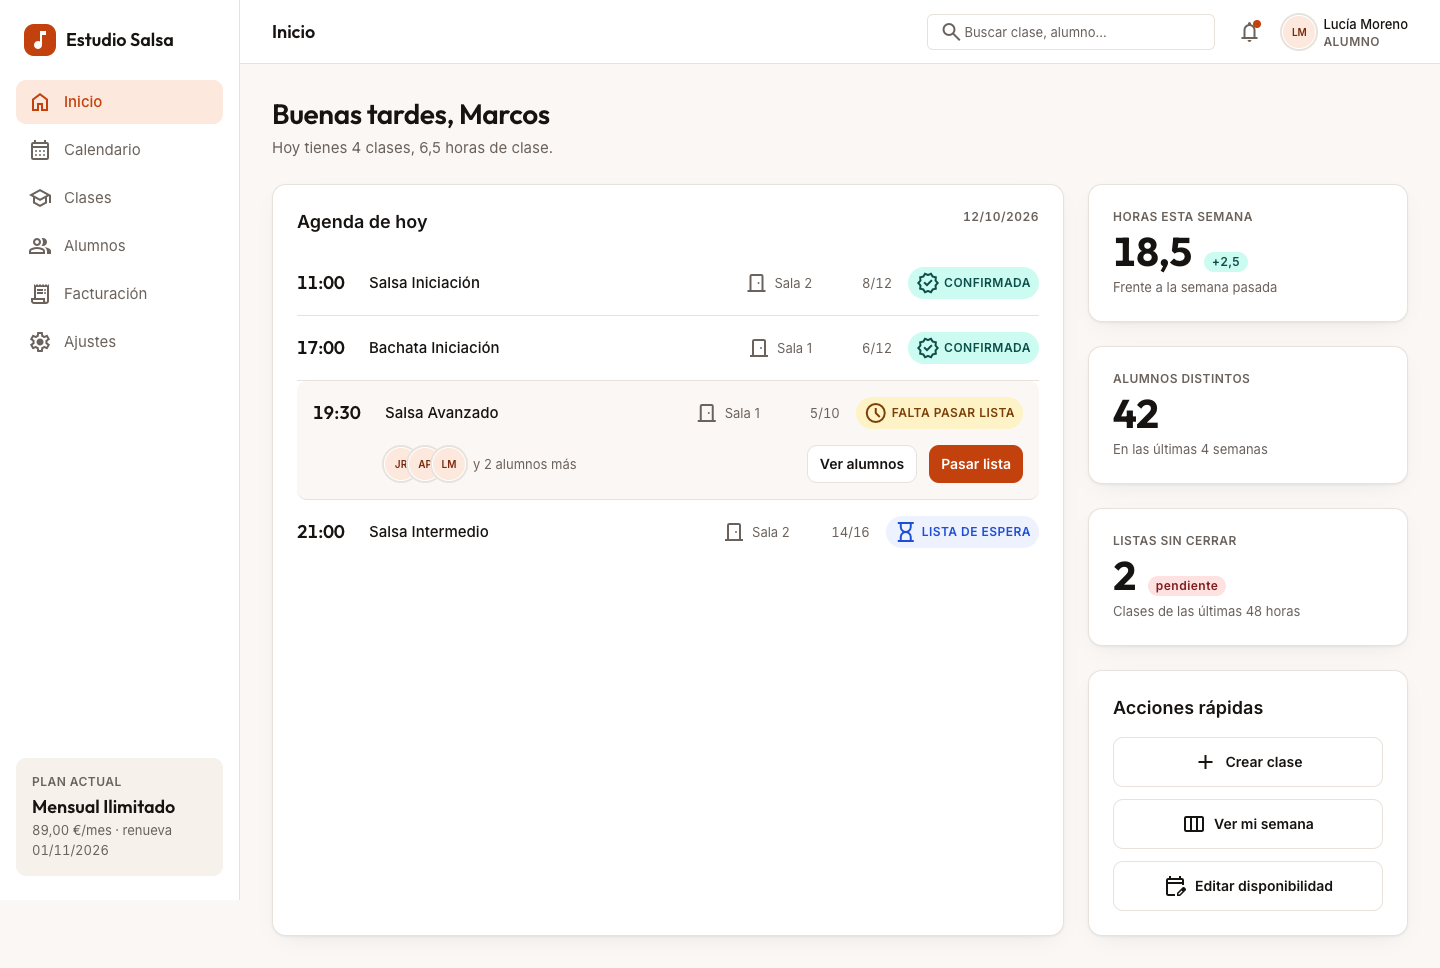 Estudio Salsa
Inicio
Calendario
Clases
Alumnos
Facturación
Ajustes
PLAN ACTUAL
Mensual Ilimitado
89,00 €/mes · renueva
01/11/2026
Inicio
Buscar clase, alumno...
LM
Lucía Moreno
ALUMNO
Buenas tardes, Marcos
Hoy tienes 4 clases, 6,5 horas de clase.
Agenda de hoy
12/10/2026
11:00 Salsa Iniciación Sala 2 8/12 CONFIRMADA
17:00 Bachata Iniciación Sala 1 6/12 CONFIRMADA
19:30 Salsa Avanzado Sala 1 5/10 FALTA PASAR LISTA
JR AP LM y 2 alumnos más Ver alumnos Pasar lista
21:00 Salsa Intermedio Sala 2 14/16 LISTA DE ESPERA
HORAS ESTA SEMANA
18,5 +2,5
Frente a la semana pasada
ALUMNOS DISTINTOS
42
En las últimas 4 semanas
LISTAS SIN CERRAR
2 pendiente
Clases de las últimas 48 horas
Acciones rápidas
Crear clase
Ver mi semana
Editar disponibilidad